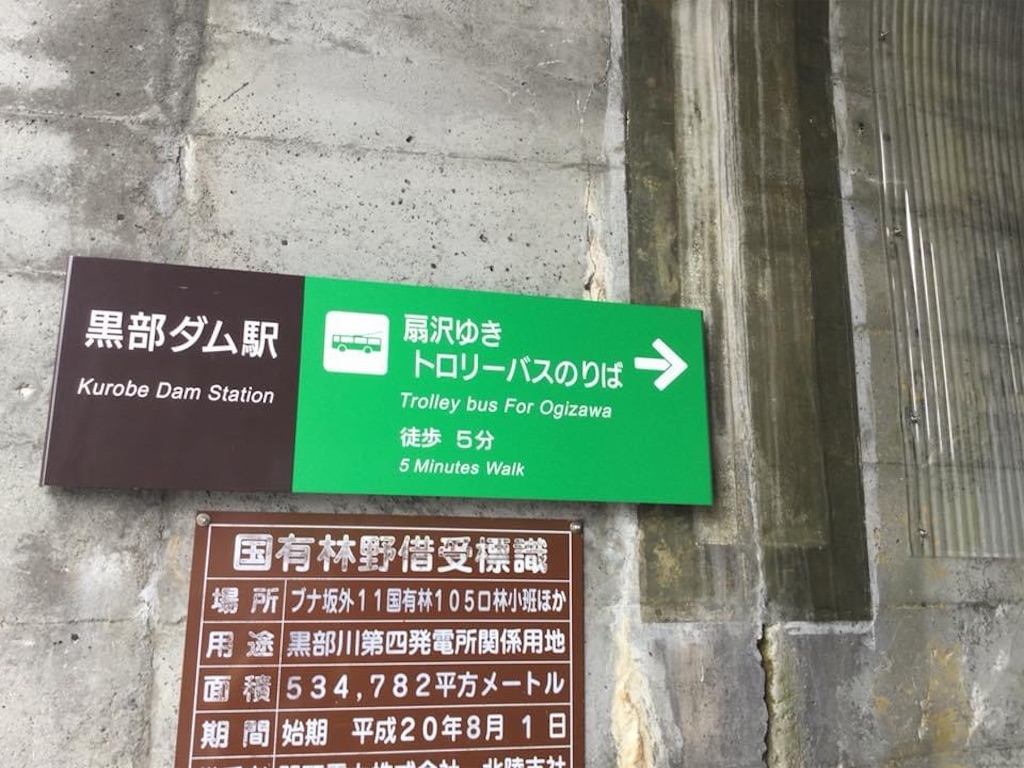 黒部ダム駅
Kurobe Dam Station
扇沢ゆき
トロリーバスのりば
Trolley bus For Ogizawa
徒歩 5分
5 Minutes Walk
国有林野借受標識
場所 ブナ坂外11国有林105ロ林小班ほか
用途 黒部川第四発電所関係用地
面積 534,782平方メートル
期間 始期 平成20年8月1日